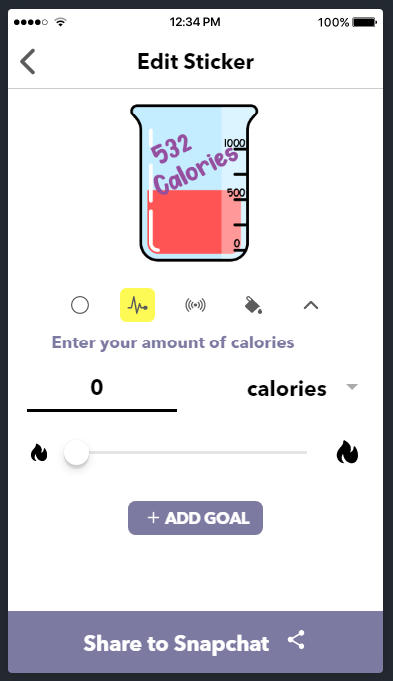 12:34 PM
100%
Edit Sticker
532
Calories
1000
500
0
Enter your amount of calories
0
calories
+ ADD GOAL
Share to Snapchat